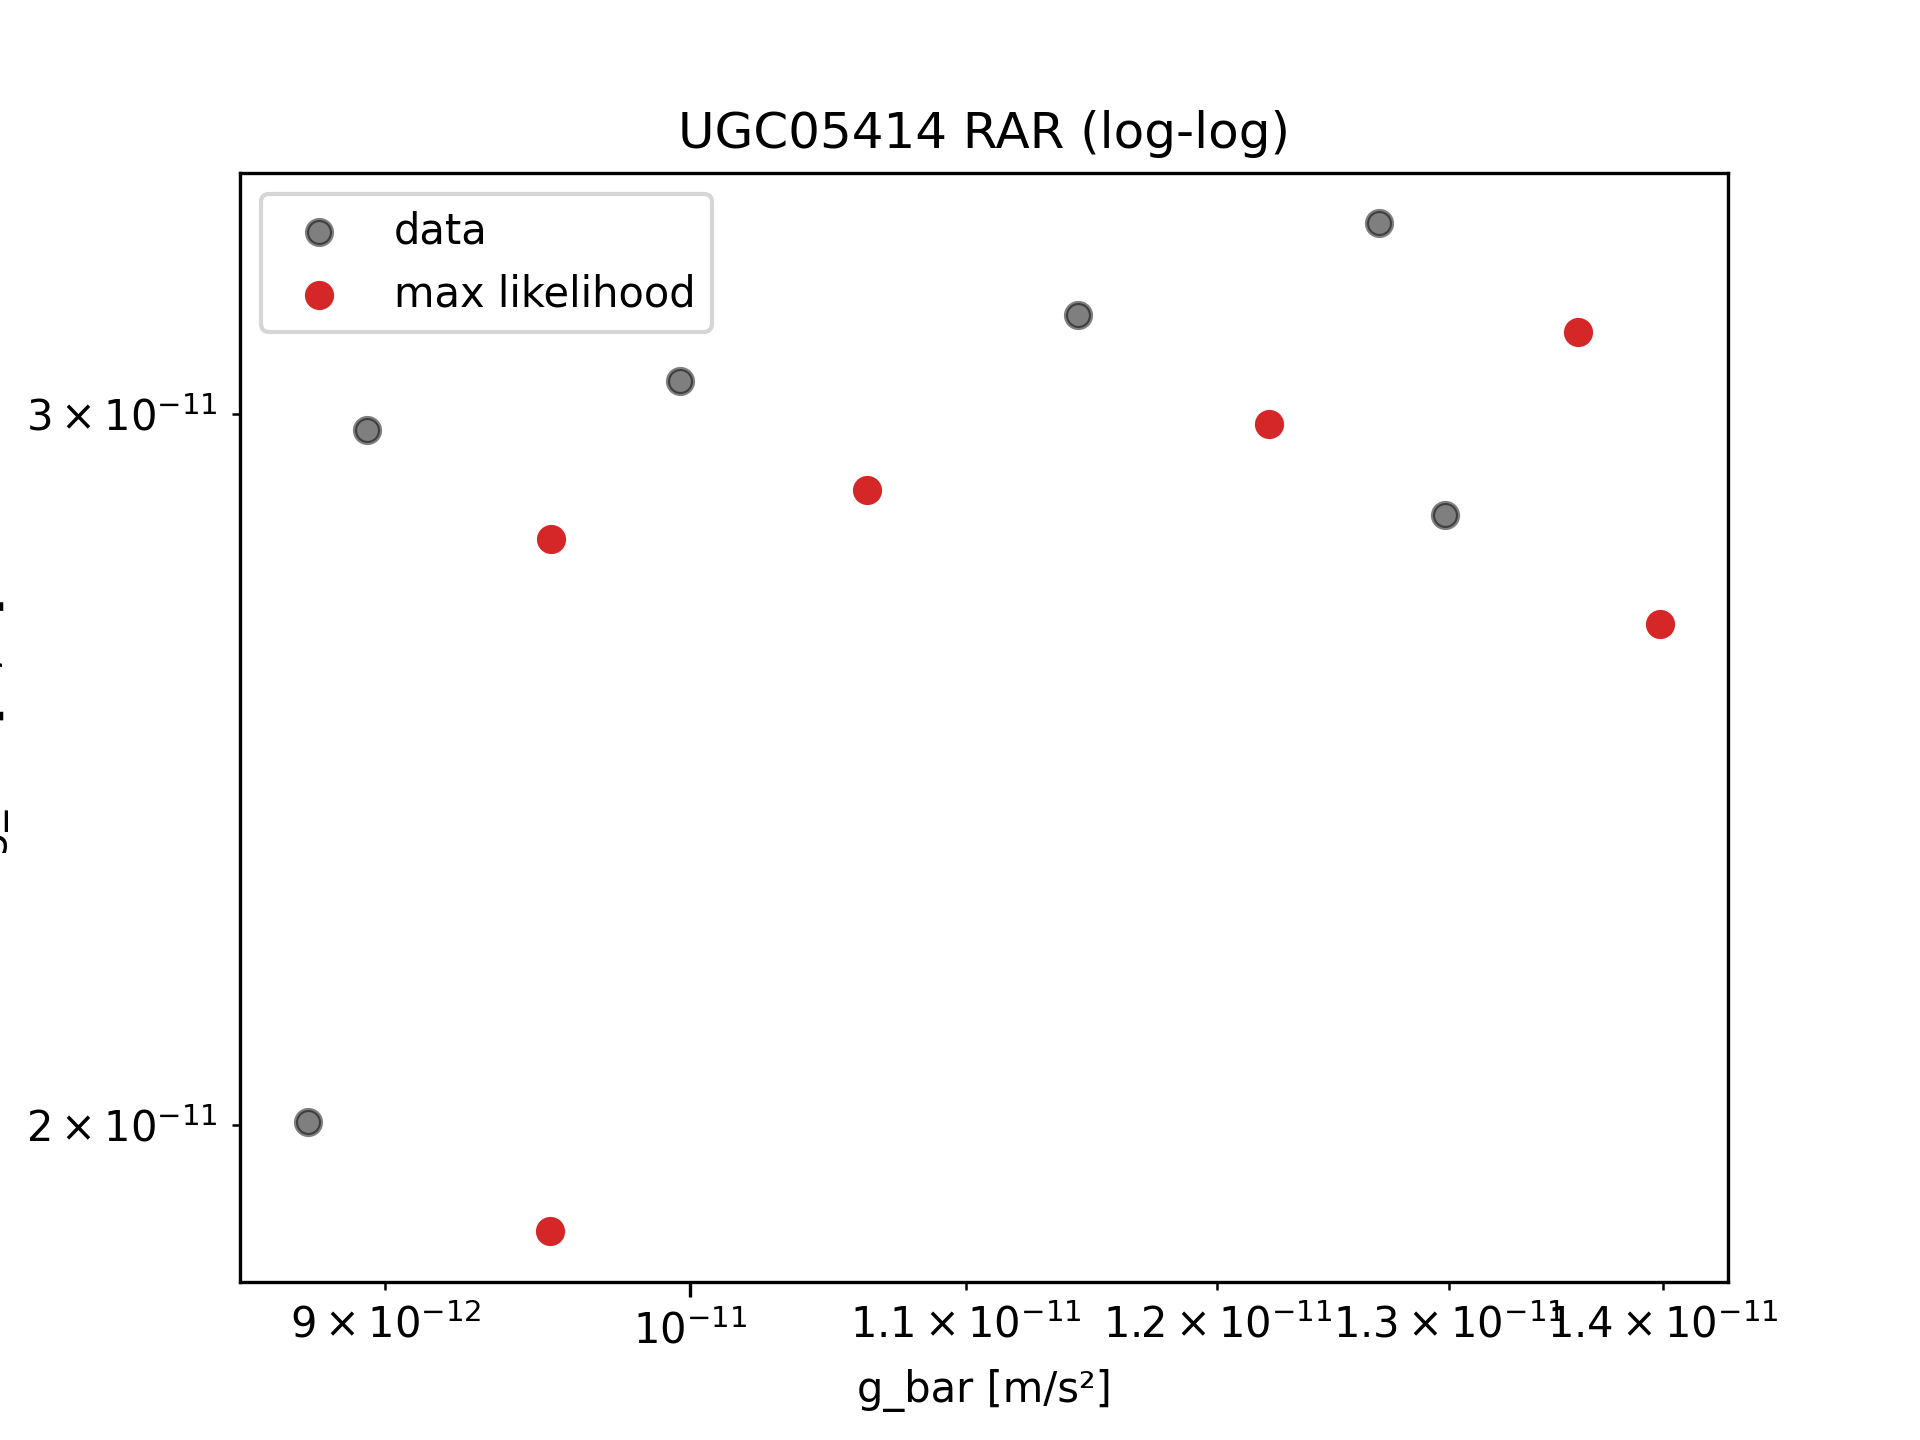 UGC05414 RAR (log-log)
data
max likelihood
3 × 10⁻¹¹
2 × 10⁻¹¹
9 × 10⁻¹² 10⁻¹¹ 1.1 × 10⁻¹¹ 1.2 × 10⁻¹¹ 1.3 × 10⁻¹¹ 1.4 × 10⁻¹¹
g_bar [m/s²]